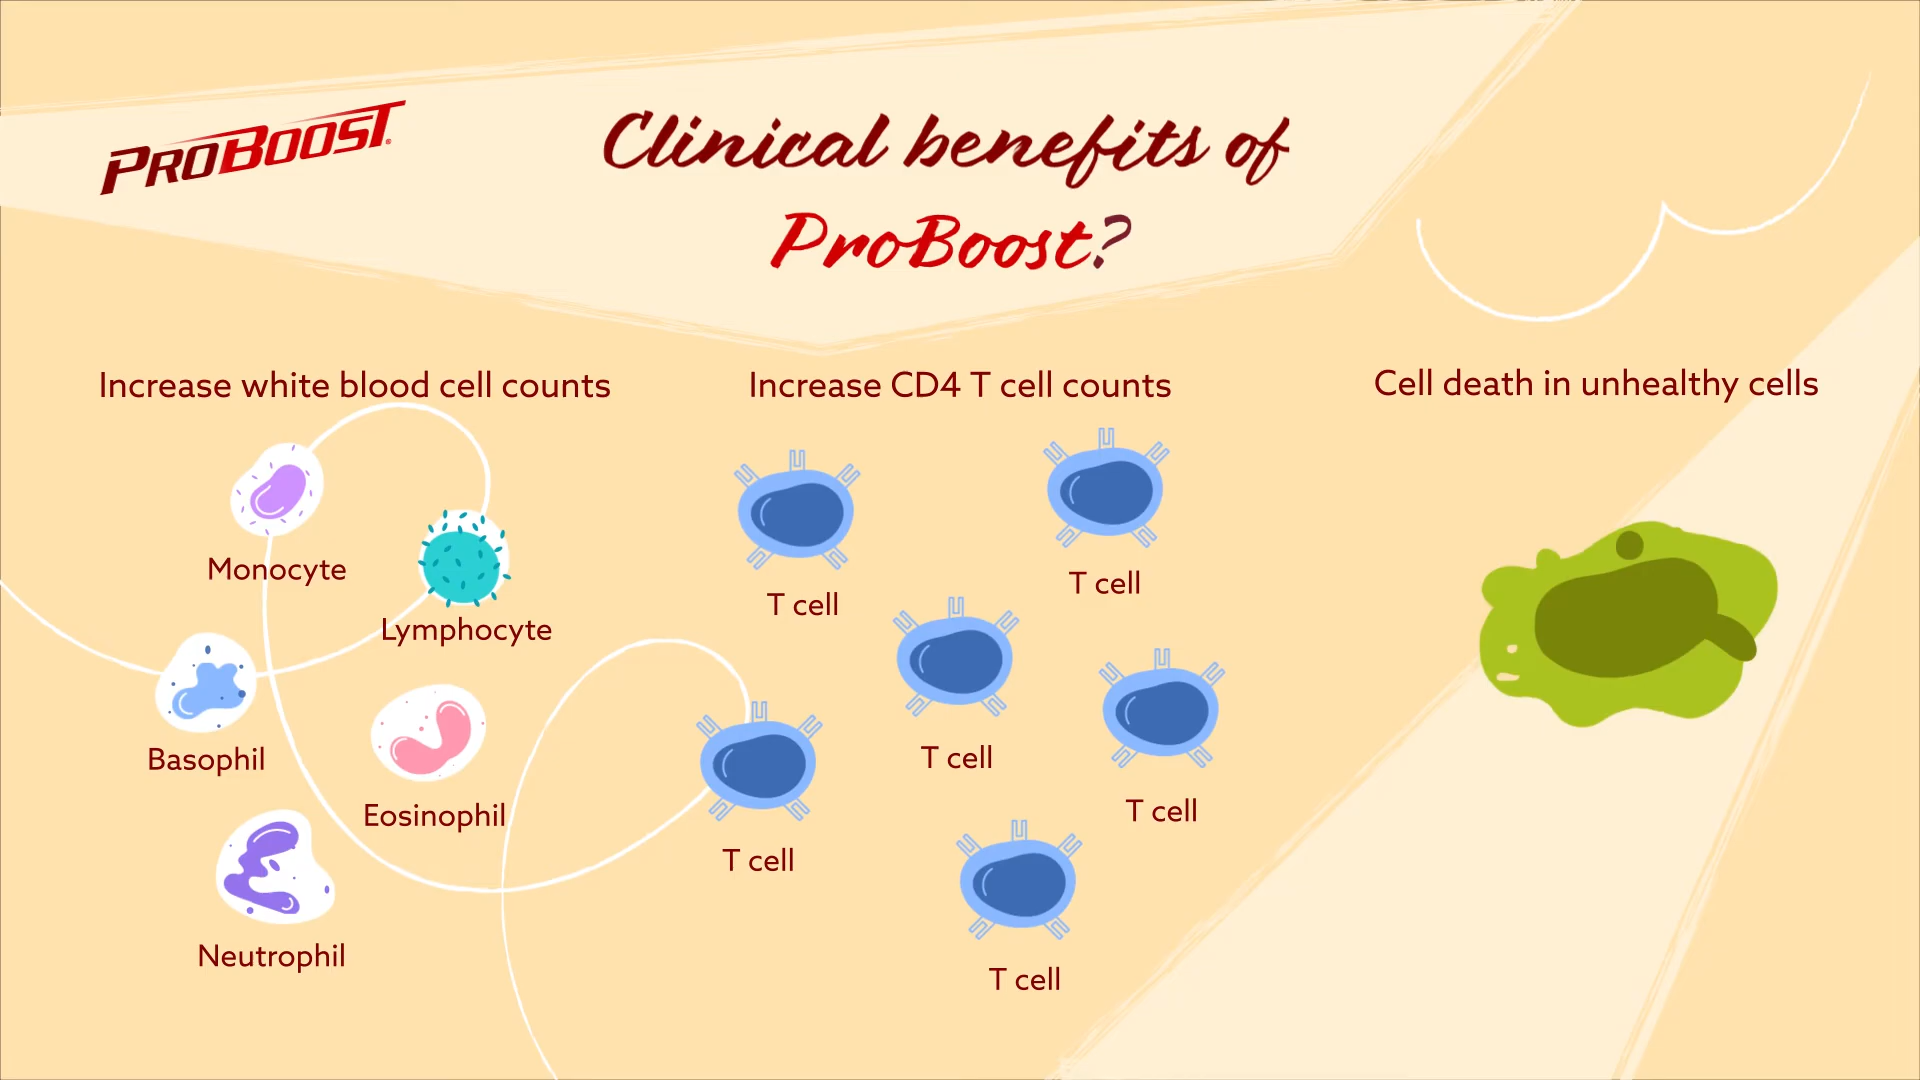 PROBOOST®
Clinical benefits of
ProBoost?
Increase white blood cell counts
Monocyte
Lymphocyte
Basophil
Eosinophil
Neutrophil
Increase CD4 T cell counts
T cell
T cell
T cell
T cell
T cell
T cell
Cell death in unhealthy cells